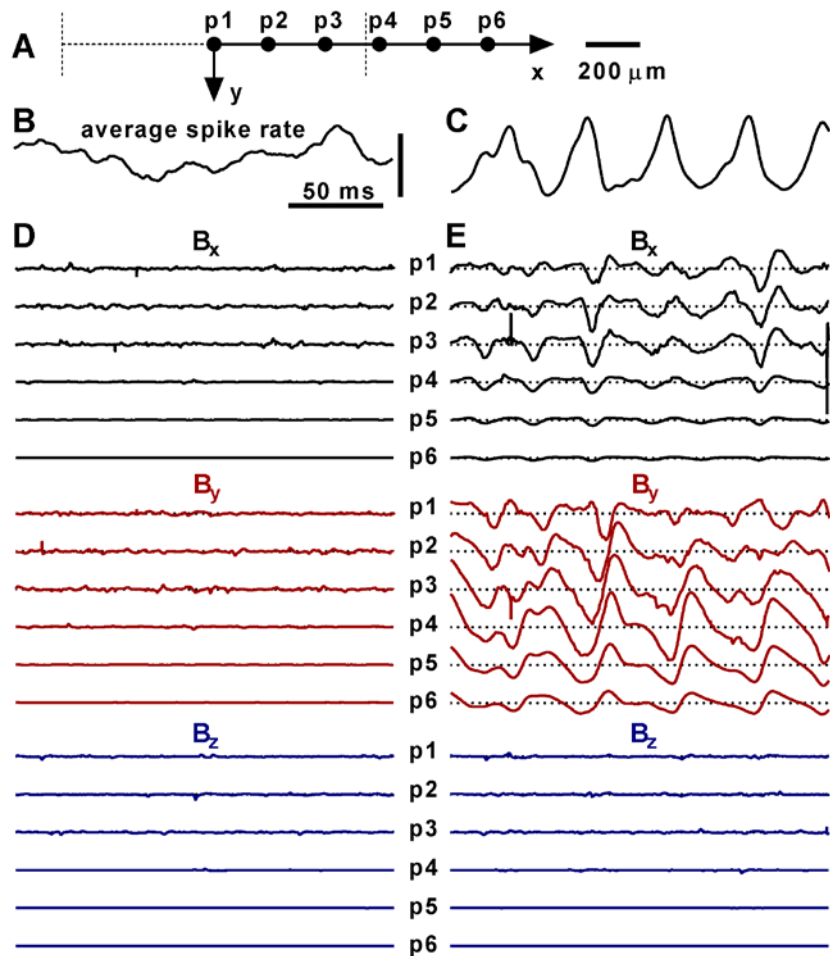 p1 p2 p3 p4 p5 p6
A
x
200 μm
y
B
average spike rate
50 ms
C
D
Bx
E
Bx
p1
p2
p3
p4
p5
p6
By
By
p1
p2
p3
p4
p5
p6
Bz
Bz
p1
p2
p3
p4
p5
p6